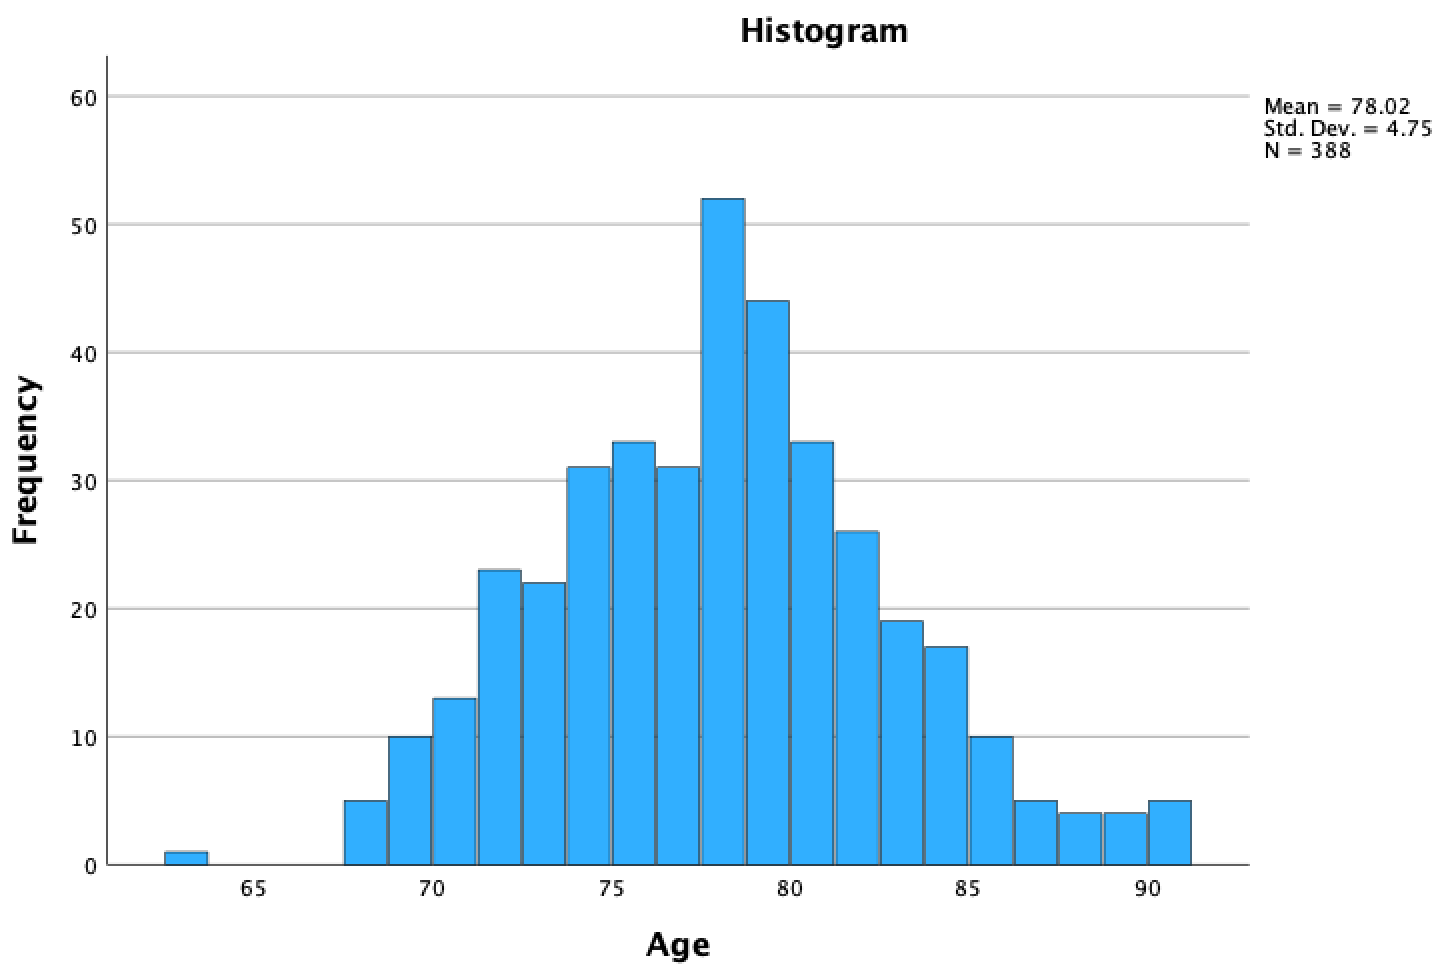 Histogram
60
50
40
30
20
10
0
Frequency
65 70 75 80 85 90
Age
Mean = 78.02
Std. Dev. = 4.75
N = 388